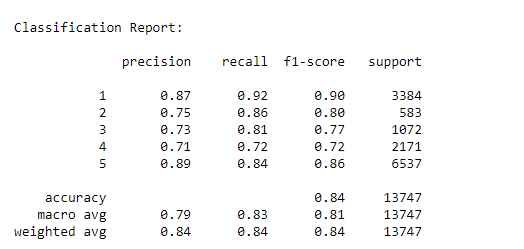 Classification Report:
precision recall f1-score support
1 0.87 0.92 0.90 3384
2 0.75 0.86 0.80 583
3 0.73 0.81 0.77 1072
4 0.71 0.72 0.72 2171
5 0.89 0.84 0.86 6537
accuracy 0.84 13747
macro avg 0.79 0.83 0.81 13747
weighted avg 0.84 0.84 0.84 13747